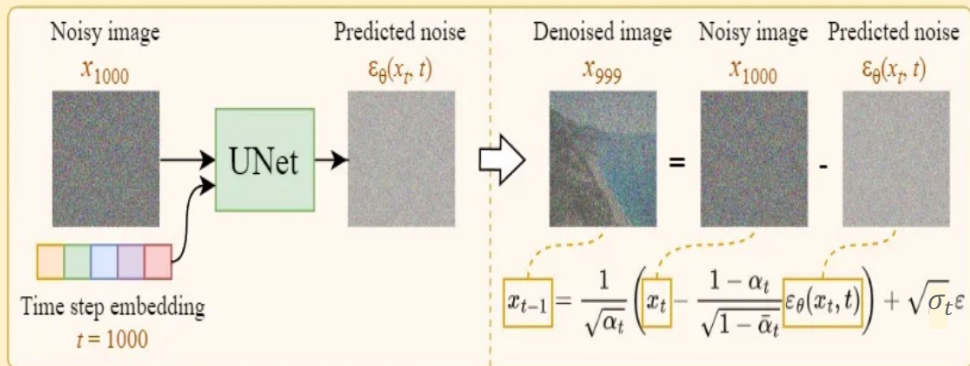 Noisy image
x₁₀₀₀
Predicted noise
εθ(xₜ, t)
UNet
Time step embedding
t = 1000
Denoised image
x₉₉₉
=
Noisy image
x₁₀₀₀
-
Predicted noise
εθ(xₜ, t)
xₜ₋₁ = 1/√αₜ ( xₜ - (1 - αₜ)/√(1 - ᾱₜ) εθ(xₜ, t) ) + √σₜ ε